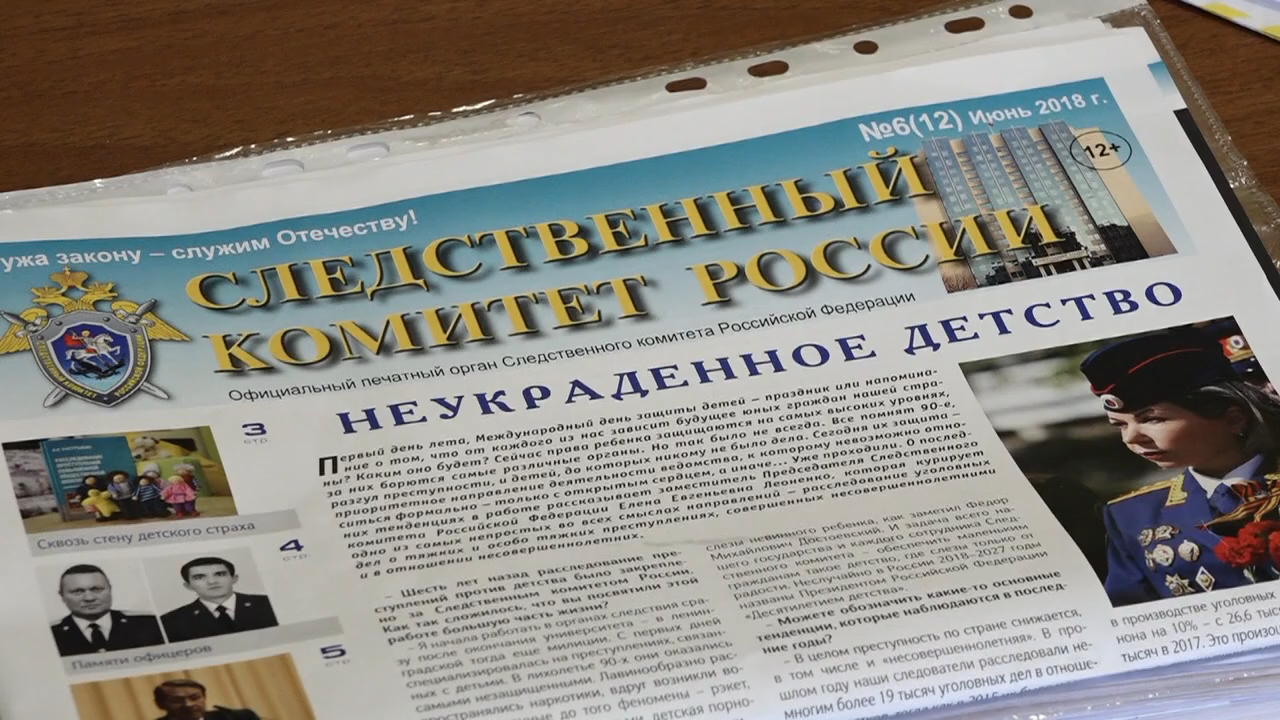 №6(12) Июнь 2018 г.
12+
ужа закону – служим Отечеству!
СЛЕДСТВЕННЫЙ
КОМИТЕТ РОССИИ
Официальный печатный орган Следственного комитета Российской Федерации
НЕУКРАДЕННОЕ ДЕТСТВО
3
стр.
Сквозь стену детского страха
4
стр.
Памяти офицеров
5
стр.
Первый день лета, Международный день защиты детей – праздник или напомина-
ние о том, что от каждого из нас зависит будущее юных граждан нашей стра-
ны? Каким оно будет? Сейчас права ребенка защищаются на самых высоких уровнях,
за них борются самые различные органы. Но так было не всегда. Все помнят 90-е,
разгул преступности, и детей, до которых никому не было дела. Сегодня их защита –
приоритетное направление деятельности ведомства, к которому невозможно отно-
ситься формально – только с открытым сердцем, а иначе... Уже проходили. О послед-
них тенденциях в работе рассказывает заместитель Председателя Следственного
комитета Российской Федерации Елена Евгеньевна Леоненко, которая курирует
одно из самых непростых во всех смыслах направлений – расследование уголовных
дел о тяжких и особо тяжких преступлениях, совершенных несовершеннолетними
и в отношении несовершеннолетних.
– Шесть лет назад расследование пре-
ступлений против детства было закрепле-
но за Следственным комитетом России.
Как так сложилось, что вы посвятили этой
работе большую часть жизни?
– Я начала работать в органах следствия сра-
зу после окончания университета – в ленин-
градской тогда еще милиции. С первых дней
специализировалась на преступлениях, связан-
ных с детьми. В лихолетье 90-х они оказались
самыми незащищенными. Лавинообразно рас-
пространялись наркотики, вдруг возникли во-
до того феномены – рэкет,
детская порно-
слезы невинного ребенка, как заметил Федор
Михайлович Достоевский. И задача всего на-
шего государства и каждого сотрудника След-
ственного комитета – обеспечить маленьким
гражданам такое детство, где слезы только от
радости. Неслучайно в России 2018–2027 годы
названы Президентом Российской Федерации
«Десятилетием детства».
– Можете обозначить какие-то основные
тенденции, которые наблюдаются в послед-
ние годы?
– В целом преступность по стране снижается,
в том числе и «несовершеннолетняя». В про-
шлом году наши следователи расследовали не-
многим более 19 тысяч уголовных дел в отноше-
в производстве уголовных
нона на 10% – с 26,6 тыс
тысяч в 2017. Это произо